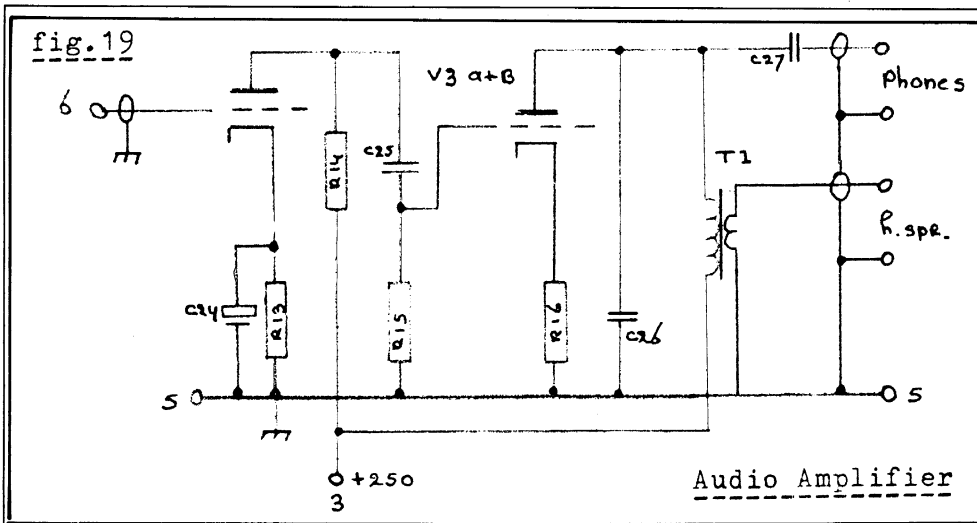 fig.19
6
V3 a+B
C27
Phones
R14
C25
T1
h.spr.
C24
R13
R15
R16
C26
5
5
+250
3
Audio Amplifier